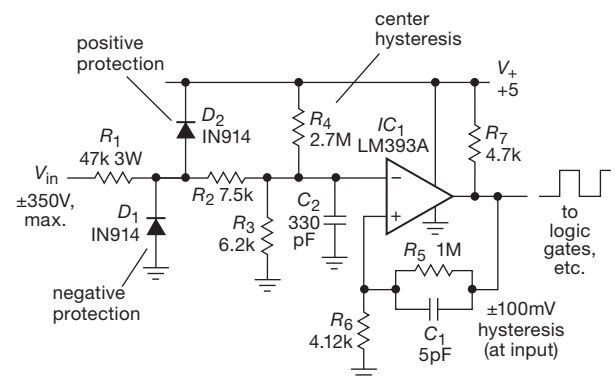 positive
protection
center
hysteresis
V+
+5
D2
IN914
R4
2.7M
IC1
LM393A
R7
4.7k
R1
47k 3W
Vin
±350V,
max.
R2 7.5k
D1
IN914
R3
6.2k
C2
330
pF
−
+
to
logic
gates,
etc.
R5 1M
negative
protection
R6
4.12k
C1
5pF
±100mV
hysteresis
(at input)